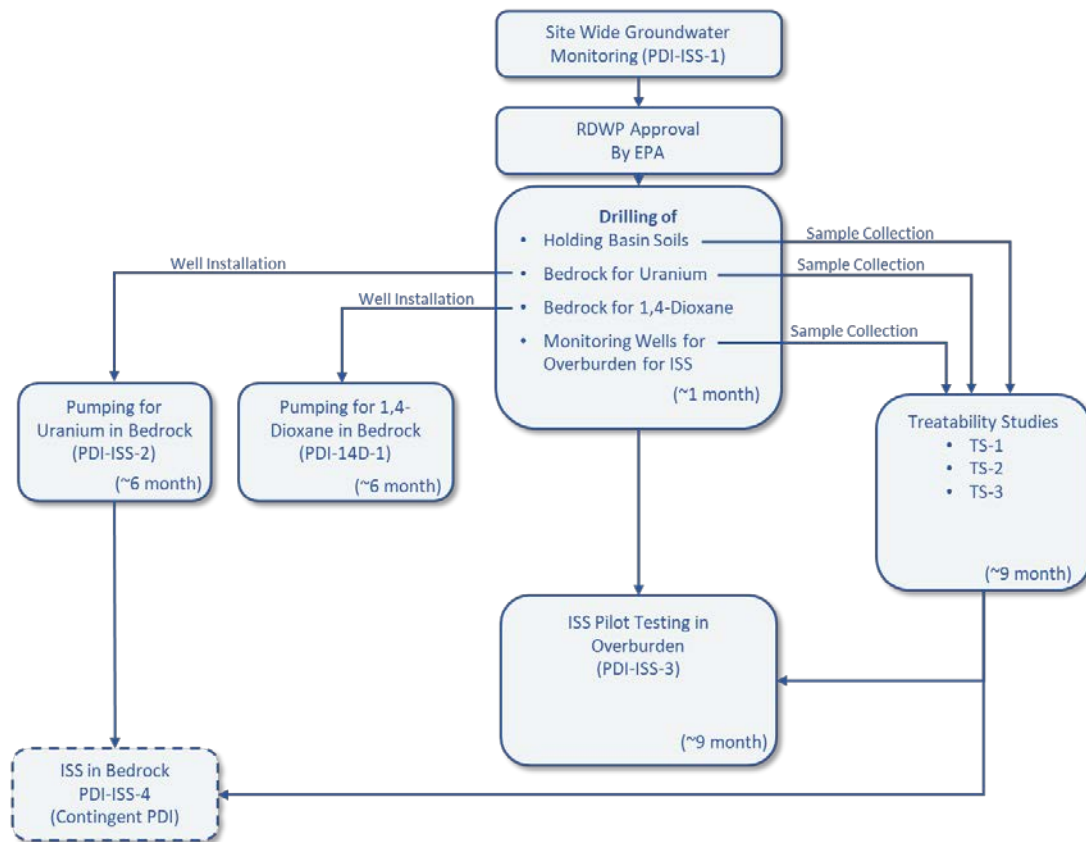 Site Wide Groundwater
Monitoring (PDI-ISS-1)
RDWP Approval
By EPA
Drilling of
• Holding Basin Soils
• Bedrock for Uranium
• Bedrock for 1,4-Dioxane
• Monitoring Wells for
Overburden for ISS
(~1 month)
Sample Collection
Sample Collection
Sample Collection
Well Installation
Well Installation
Pumping for
Uranium in Bedrock
(PDI-ISS-2)
(~6 month)
Pumping for 1,4-
Dioxane in Bedrock
(PDI-14D-1)
(~6 month)
Treatability Studies
• TS-1
• TS-2
• TS-3
(~9 month)
ISS Pilot Testing in
Overburden
(PDI-ISS-3)
(~9 month)
ISS in Bedrock
PDI-ISS-4
(Contingent PDI)